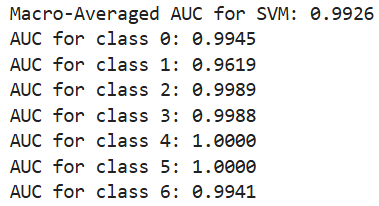 Macro-Averaged AUC for SVM: 0.9926
AUC for class 0: 0.9945
AUC for class 1: 0.9619
AUC for class 2: 0.9989
AUC for class 3: 0.9988
AUC for class 4: 1.0000
AUC for class 5: 1.0000
AUC for class 6: 0.9941